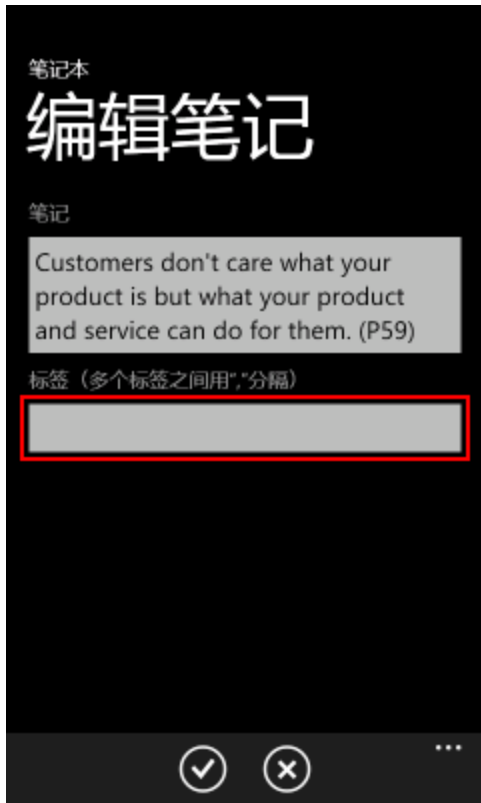 笔记本
编辑笔记
笔记
Customers don't care what your
product is but what your product
and service can do for them. (P59)
标签（多个标签之间用","分隔）